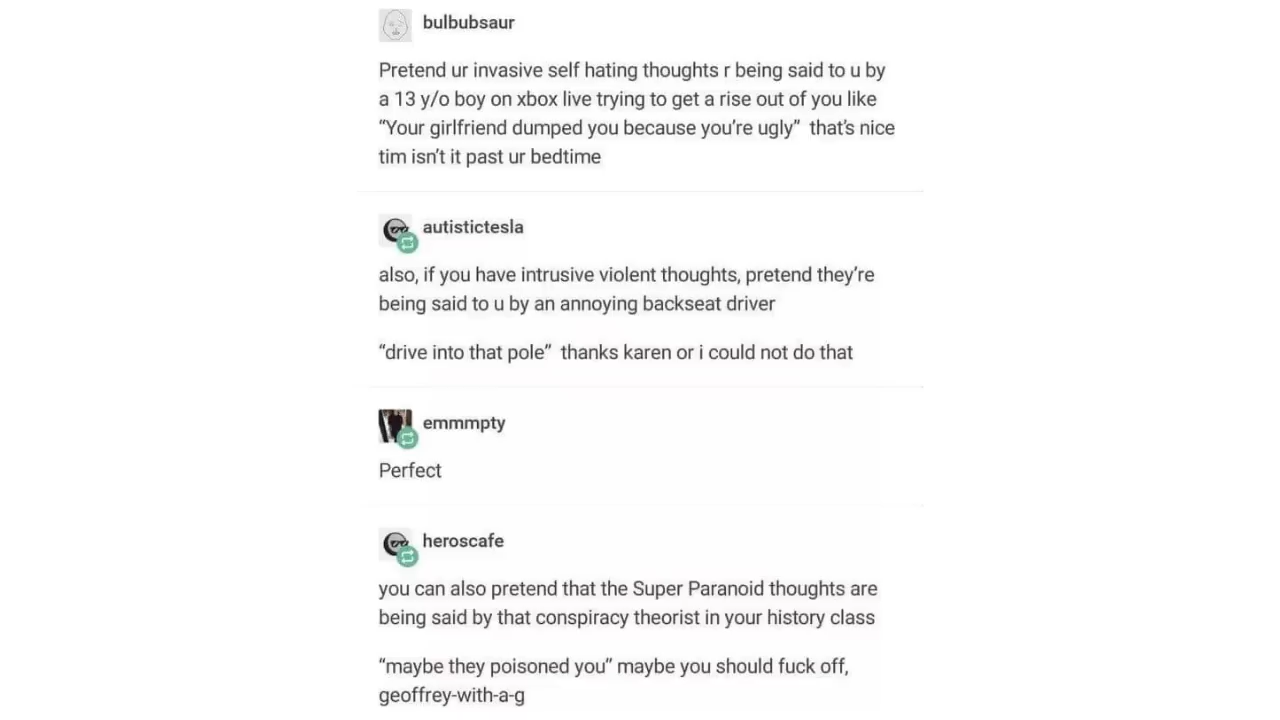 bulbubsaur
Pretend ur invasive self hating thoughts r being said to u by
a 13 y/o boy on xbox live trying to get a rise out of you like
“Your girlfriend dumped you because you’re ugly”  that’s nice
tim isn’t it past ur bedtime
autistictesla
also, if you have intrusive violent thoughts, pretend they’re
being said to u by an annoying backseat driver
“drive into that pole”  thanks karen or i could not do that
emmmpty
Perfect
heroscafe
you can also pretend that the Super Paranoid thoughts are
being said by that conspiracy theorist in your history class
“maybe they poisoned you” maybe you should fuck off,
geoffrey-with-a-g